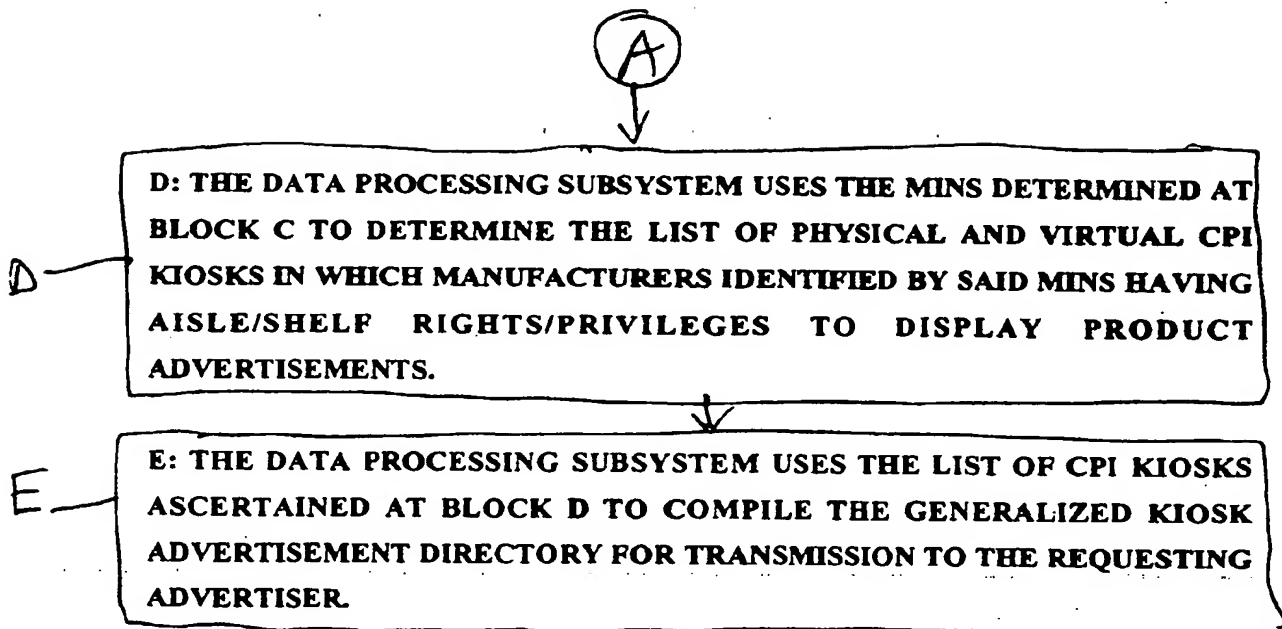 A
D: THE DATA PROCESSING SUBSYSTEM USES THE MINS DETERMINED AT
BLOCK C TO DETERMINE THE LIST OF PHYSICAL AND VIRTUAL CPI
D
KIOSKS IN WHICH MANUFACTURERS IDENTIFIED BY SAID MINS HAVING
AISLE/SHELF RIGHTS/PRIVILEGES TO DISPLAY PRODUCT
ADVERTISEMENTS.
E: THE DATA PROCESSING SUBSYSTEM USES THE LIST OF CPI KIOSKS
E
ASCERTAINED AT BLOCK D TO COMPILE THE GENERALIZED KIOSK
ADVERTISEMENT DIRECTORY FOR TRANSMISSION TO THE REQUESTING
ADVERTISER.